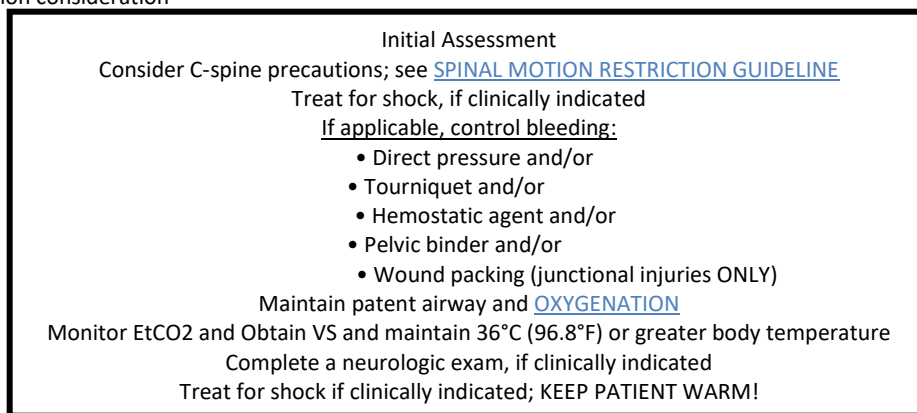 consideration
Initial Assessment
Consider C-spine precautions; see SPINAL MOTION RESTRICTION GUIDELINE
Treat for shock, if clinically indicated
If applicable, control bleeding:
• Direct pressure and/or
• Tourniquet and/or
• Hemostatic agent and/or
• Pelvic binder and/or
• Wound packing (junctional injuries ONLY)
Maintain patent airway and OXYGENATION
Monitor EtCO2 and Obtain VS and maintain 36°C (96.8°F) or greater body temperature
Complete a neurologic exam, if clinically indicated
Treat for shock if clinically indicated; KEEP PATIENT WARM!